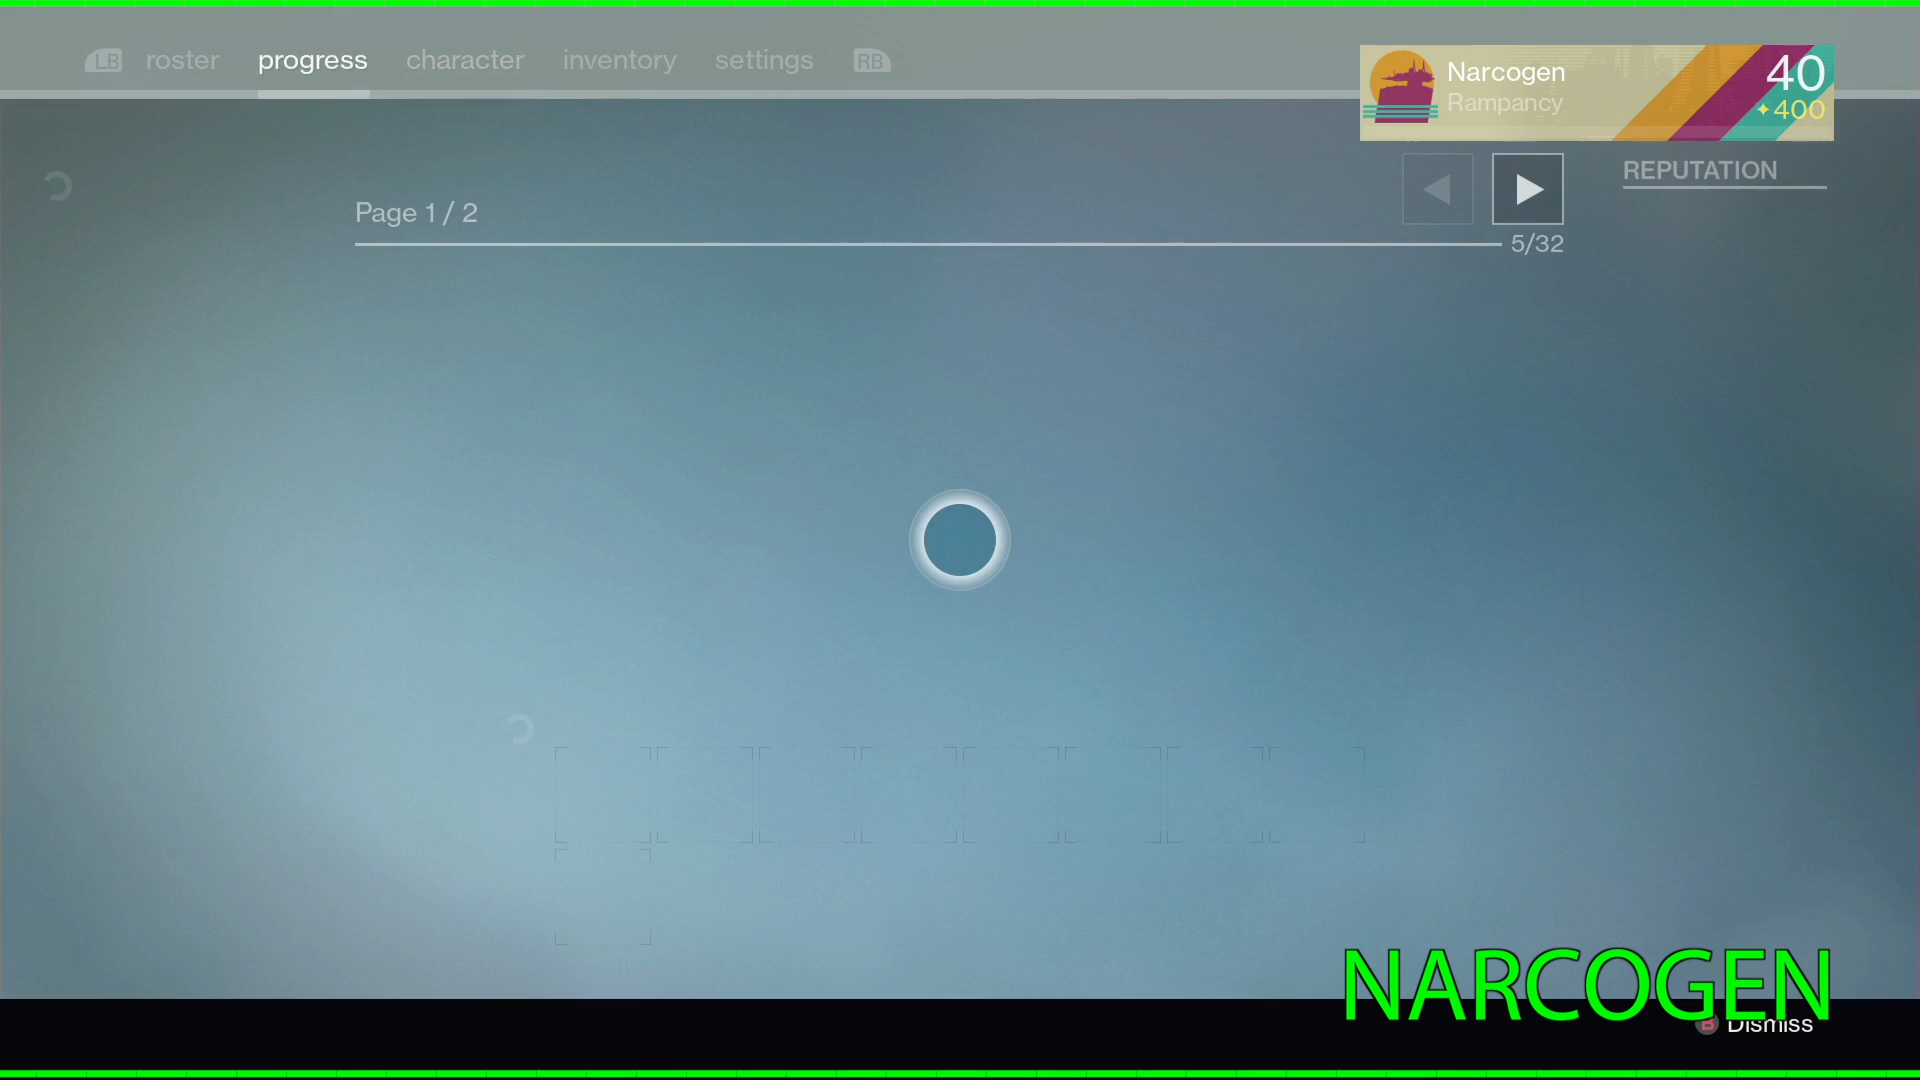 LB roster progress character inventory settings RB
Narcogen
Rampancy
40
400
REPUTATION
Page 1 / 2
5/32
NARCOGEN
B Dismiss